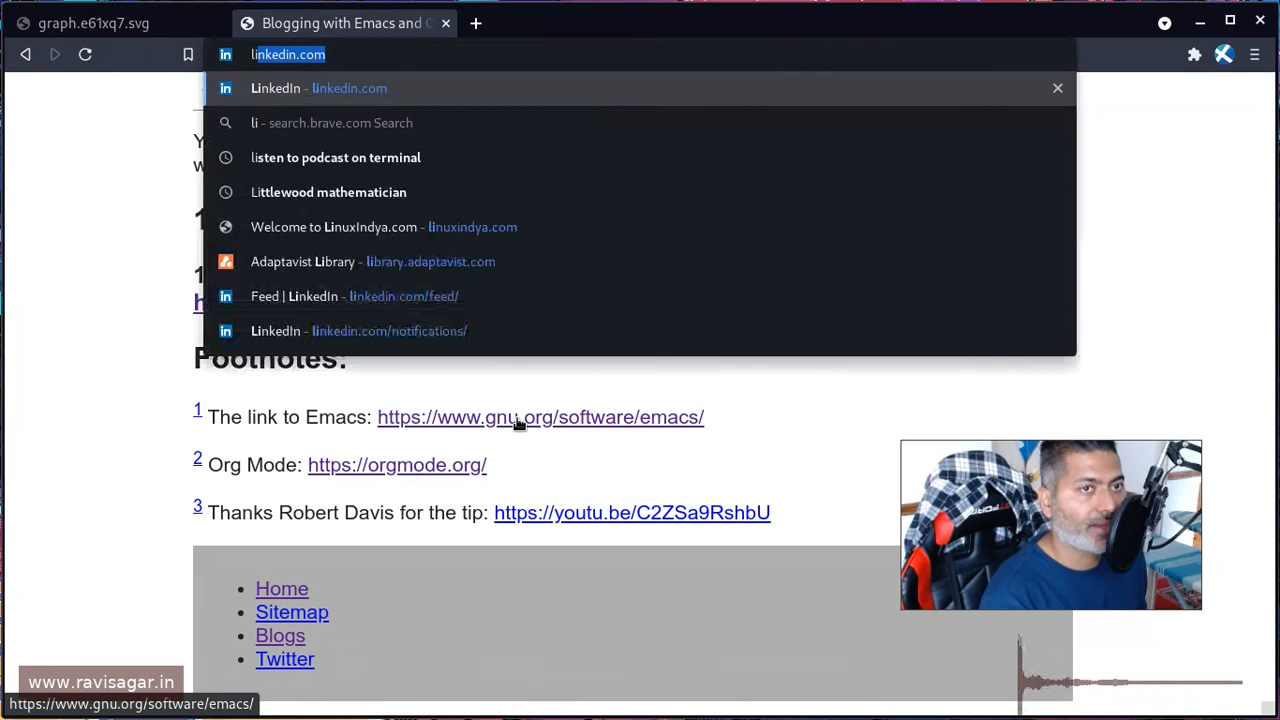 graph.e61xq7.svg
Blogging with Emacs and
linkedin.com
LinkedIn - linkedin.com
li - search.brave.com Search
listen to podcast on terminal
Littlewood mathematician
Welcome to LinuxIndya.com - linuxindya.com
Adaptavist Library - library.adaptavist.com
Feed | LinkedIn - linkedin.com/feed/
LinkedIn - linkedin.com/notifications/
Footnotes:
1 The link to Emacs: https://www.gnu.org/software/emacs/
2 Org Mode: https://orgmode.org/
3 Thanks Robert Davis for the tip: https://youtu.be/C2ZSa9RshbU
Home
Sitemap
Blogs
Twitter
www.ravisagar.in
https://www.gnu.org/software/emacs/